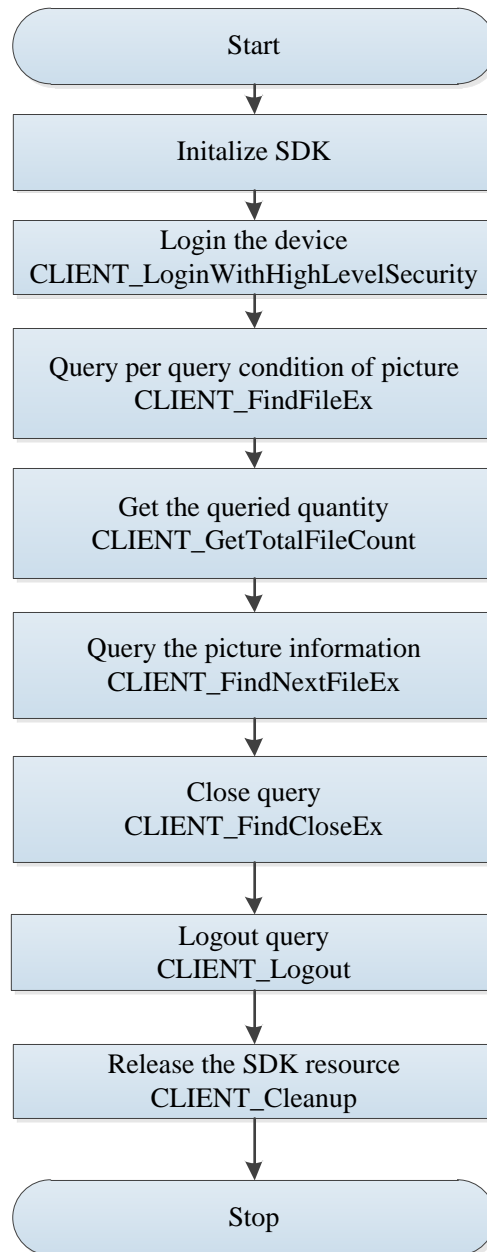 Start
Initalize SDK
Login the device
CLIENT_LoginWithHighLevelSecurity
Query per query condition of picture
CLIENT_FindFileEx
Get the queried quantity
CLIENT_GetTotalFileCount
Query the picture information
CLIENT_FindNextFileEx
Close query
CLIENT_FindCloseEx
Logout query
CLIENT_Logout
Release the SDK resource
CLIENT_Cleanup
Stop